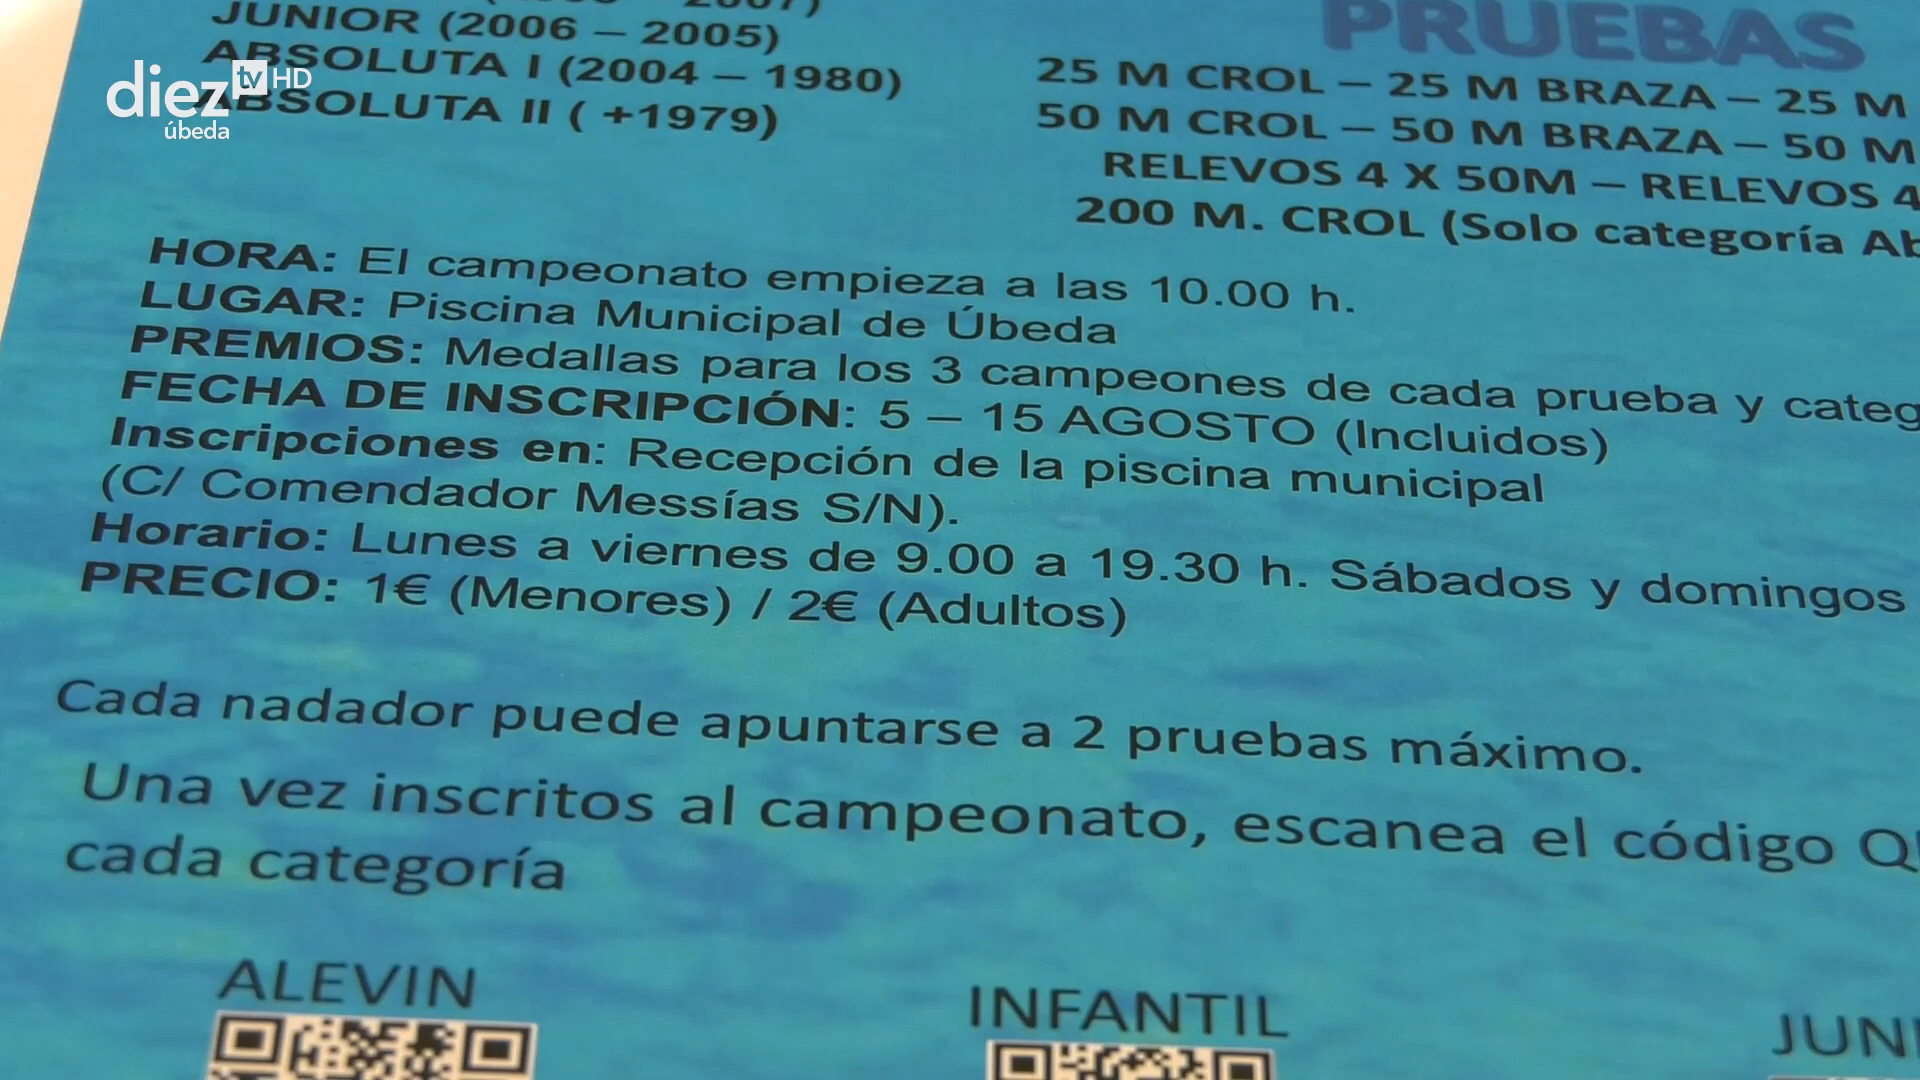 JUNIOR (2006 – 2005)
ABSOLUTA I (2004 – 1980)
ABSOLUTA II ( +1979)
diez tv HD
úbeda
PRUEBAS
25 M CROL – 25 M BRAZA – 25 M
50 M CROL – 50 M BRAZA – 50 M
RELEVOS 4 X 50M – RELEVOS 4
200 M. CROL (Solo categoría Ab
HORA: El campeonato empieza a las 10.00 h.
LUGAR: Piscina Municipal de Úbeda
PREMIOS: Medallas para los 3 campeones de cada prueba y categ
FECHA DE INSCRIPCIÓN: 5 – 15 AGOSTO (Incluidos)
Inscripciones en: Recepción de la piscina municipal
(C/ Comendador Messías S/N).
Horario: Lunes a viernes de 9.00 a 19.30 h. Sábados y domingos
PRECIO: 1€ (Menores) / 2€ (Adultos)
Cada nadador puede apuntarse a 2 pruebas máximo.
Una vez inscritos al campeonato, escanea el código Q
cada categoría
ALEVIN
INFANTIL
JUNI